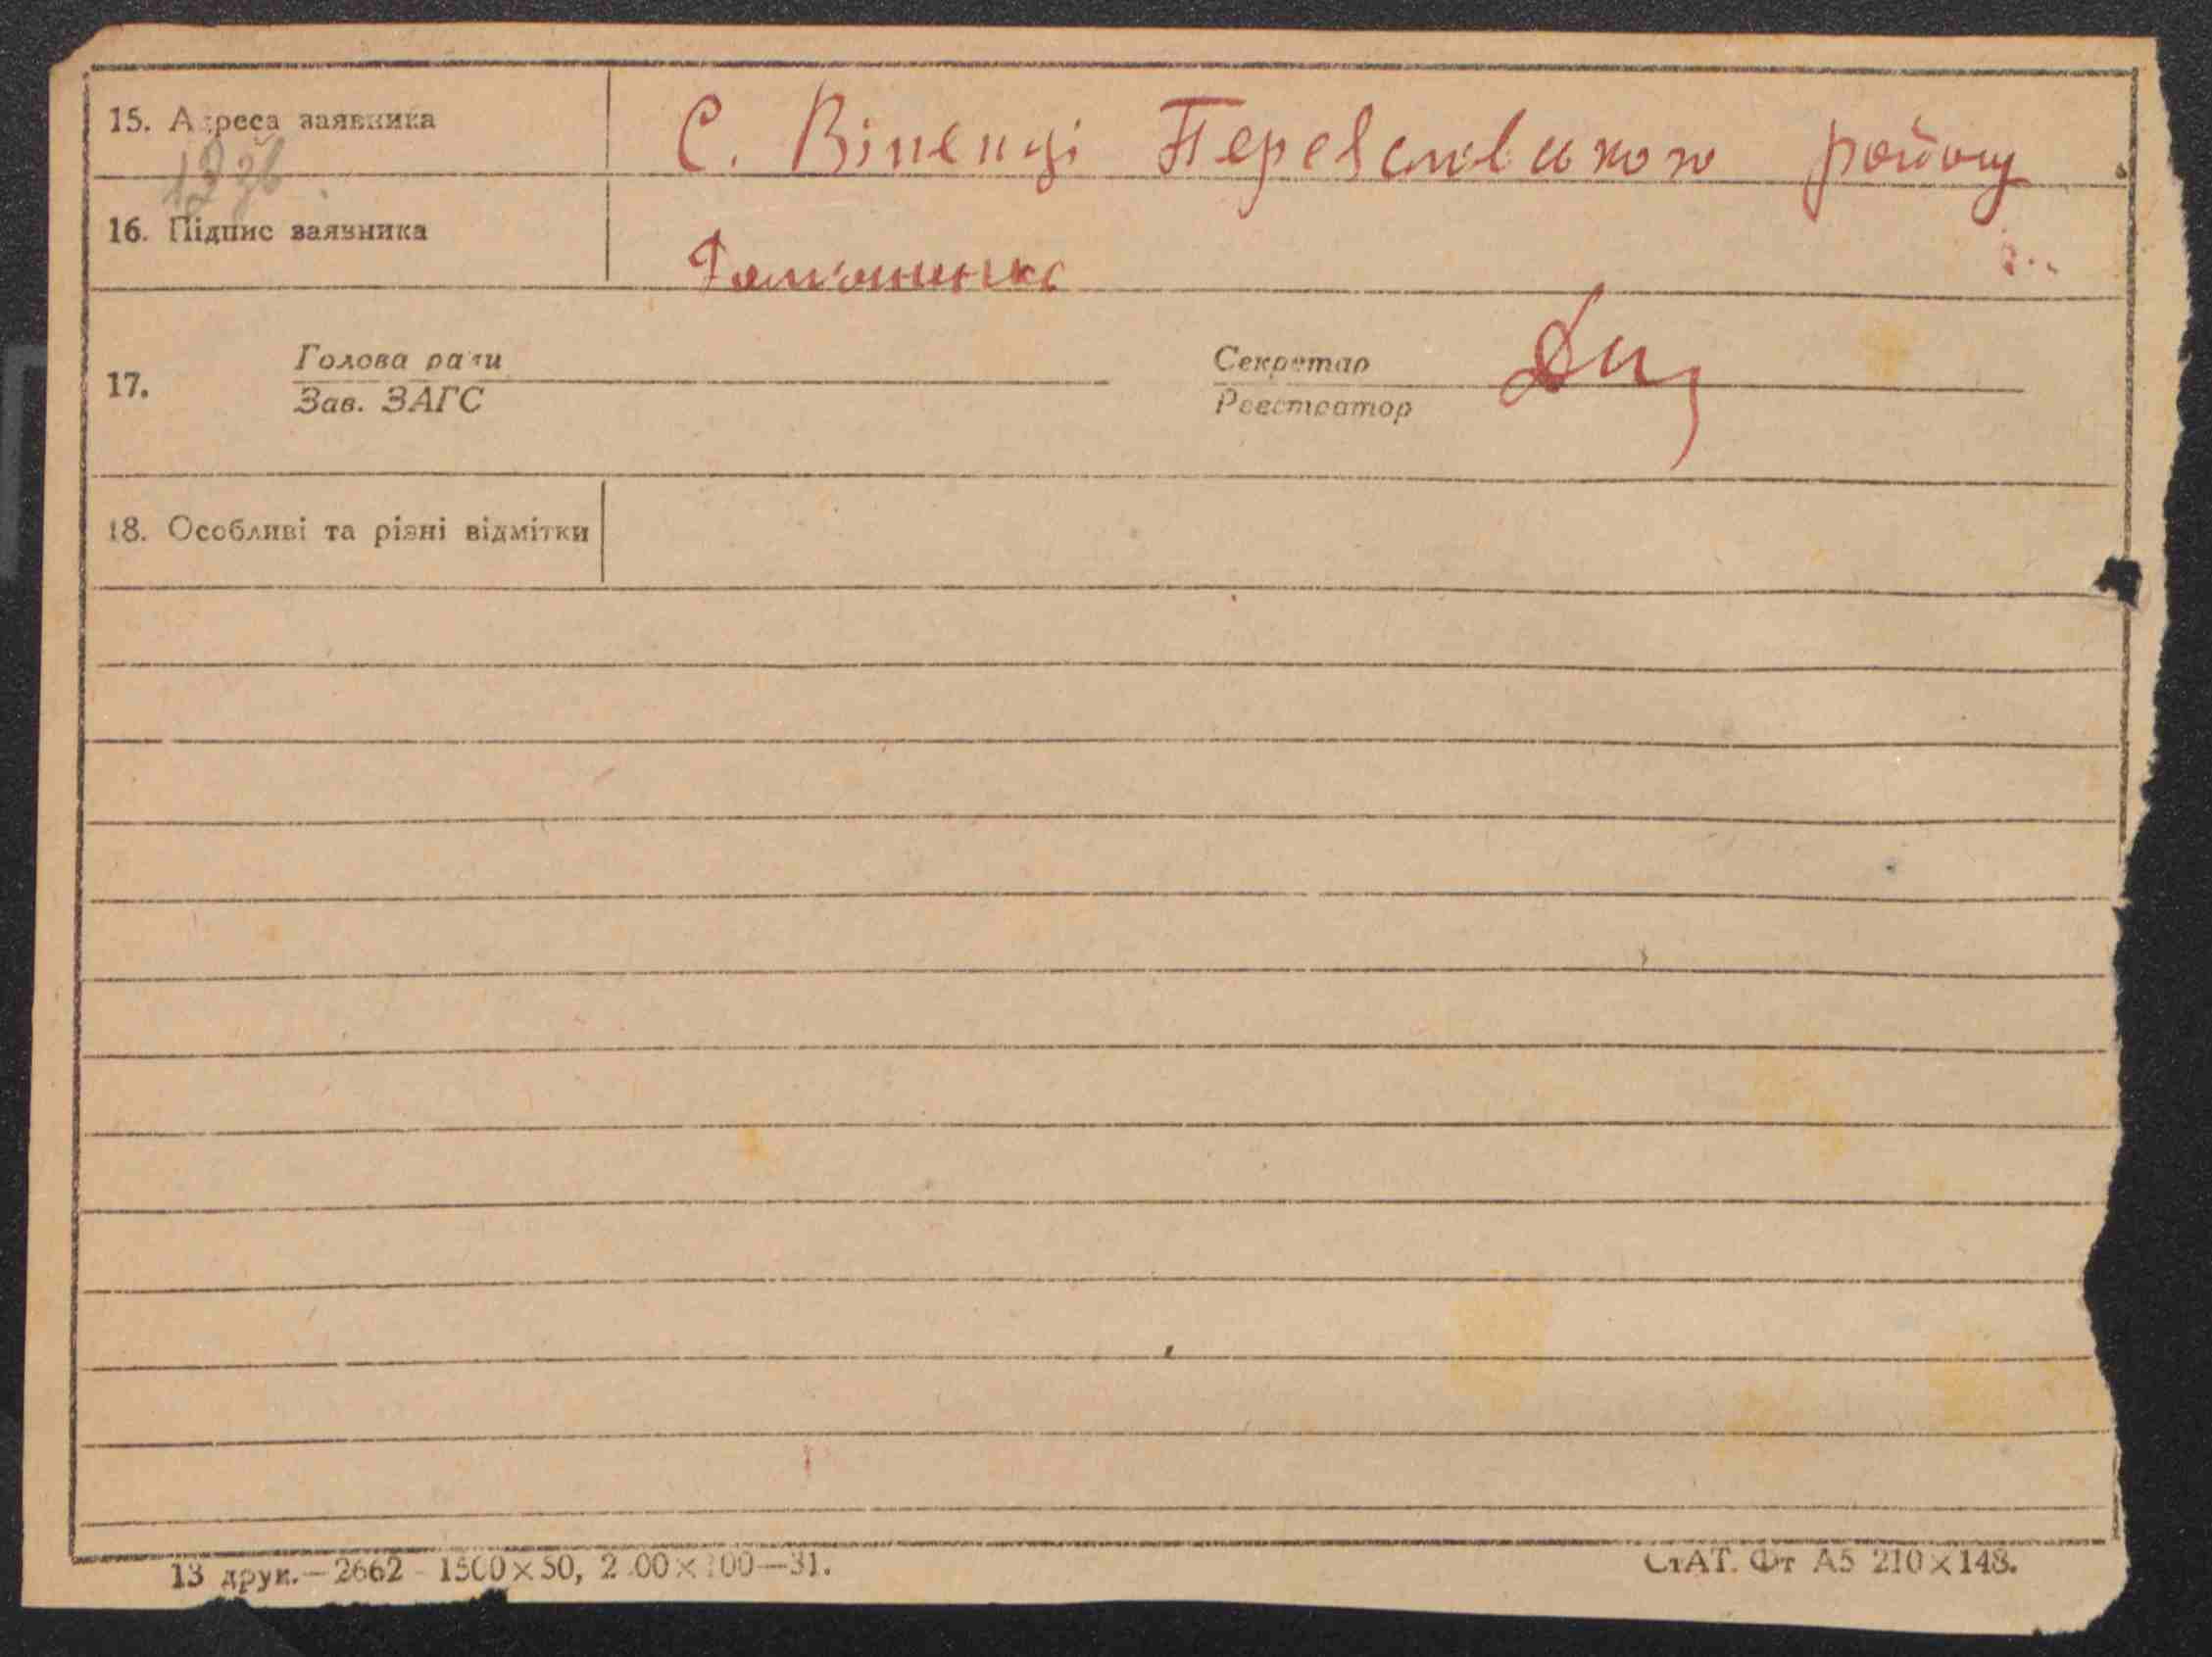 15. Адреса заявника
С. Віненці Переяславського району
16. Підпис заявника
17.
Голова ради
Зав. ЗАГС
Секретар
Реєстратор
18. Особливі та різні відмітки
13 друк.—2662 - 1500×50, 2.00×100—31.
СтАТ. Фт А5 210×148.